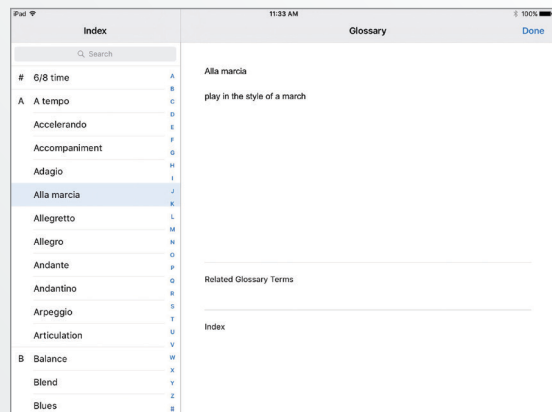 iPad 11:33 AM 100%
Index Glossary Done
Search
# 6/8 time
A A tempo
Accelerando
Accompaniment
Adagio
Alla marcia
Allegretto
Allegro
Andante
Andantino
Arpeggio
Articulation
B Balance
Blend
Blues
A
B
C
D
E
F
G
H
I
J
K
L
M
N
O
P
Q
R
S
T
U
V
W
X
Y
Z
#
Alla marcia
play in the style of a march
Related Glossary Terms
Index